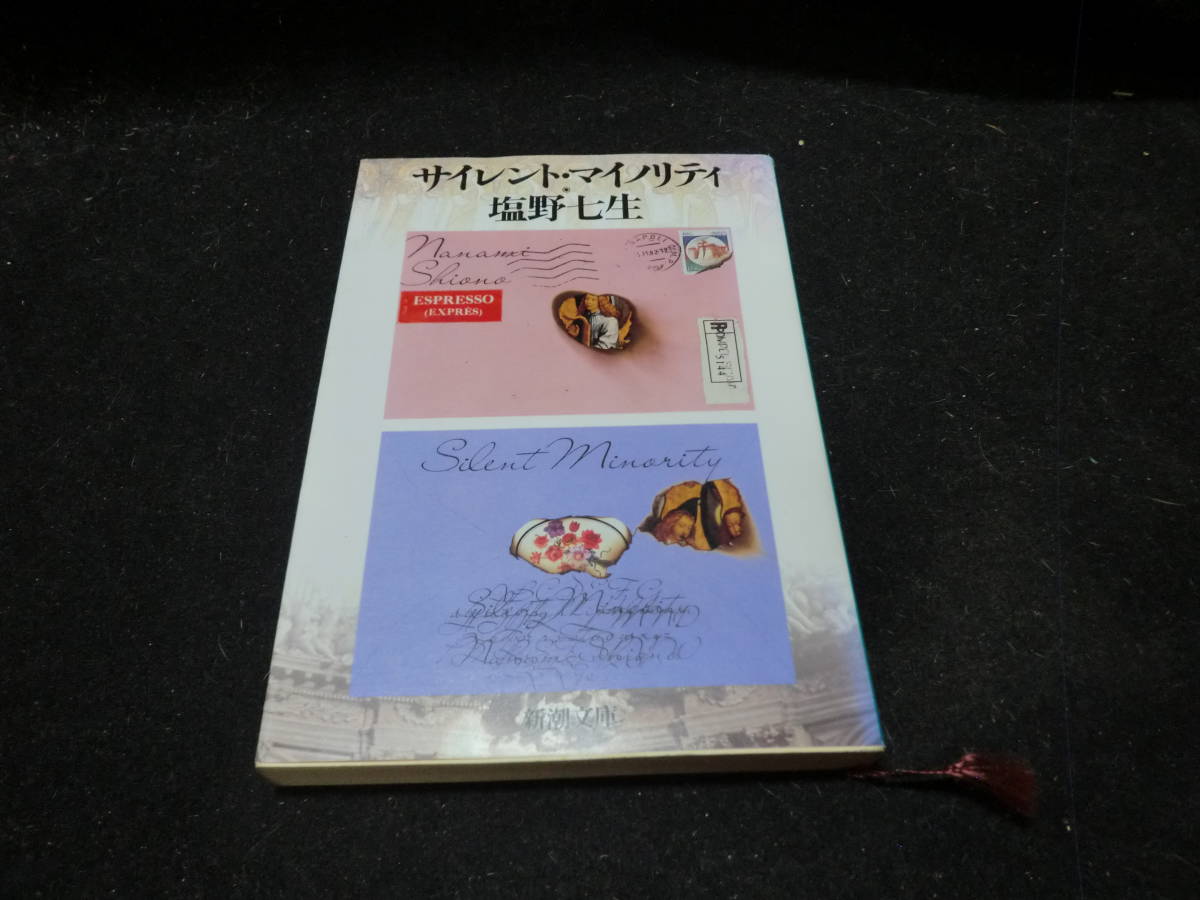 サイレント・マイノリティ
塩野七生
Nanami
Shiono
ESPRESSO
(EXPRÈS)
Silent Minority
新潮文庫